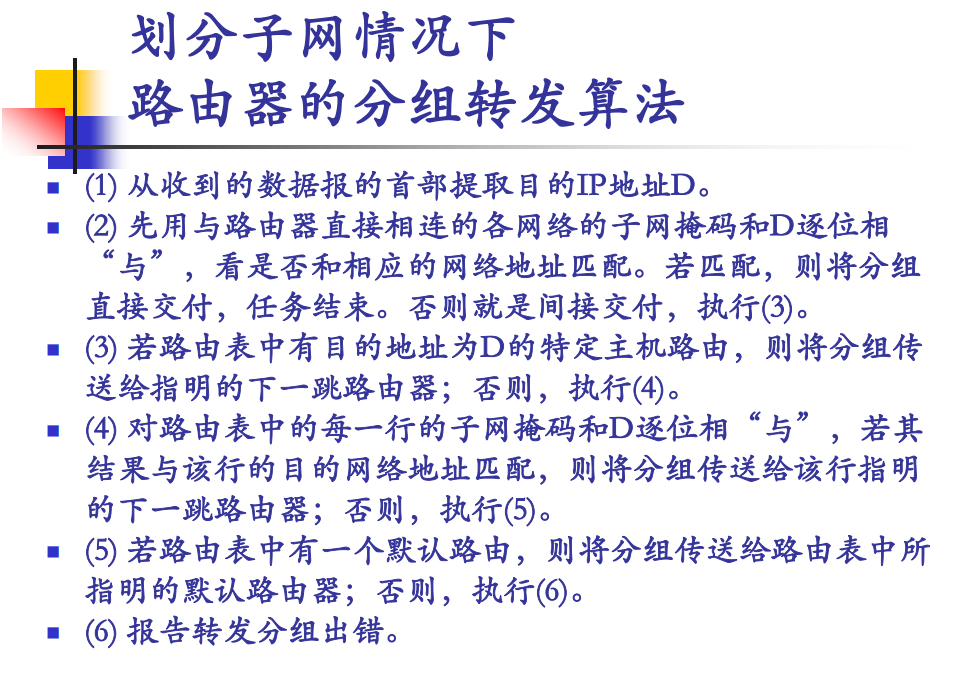 划分子网情况下
路由器的分组转发算法
(1) 从收到的数据报的首部提取目的IP地址D。
(2) 先用与路由器直接相连的各网络的子网掩码和D逐位相
“与”，看是否和相应的网络地址匹配。若匹配，则将分组
直接交付，任务结束。否则就是间接交付，执行(3)。
(3) 若路由表中有目的地址为D的特定主机路由，则将分组传
送给指明的下一跳路由器；否则，执行(4)。
(4) 对路由表中的每一行的子网掩码和D逐位相“与”，若其
结果与该行的目的网络地址匹配，则将分组传送给该行指明
的下一跳路由器；否则，执行(5)。
(5) 若路由表中有一个默认路由，则将分组传送给路由表中所
指明的默认路由器；否则，执行(6)。
(6) 报告转发分组出错。